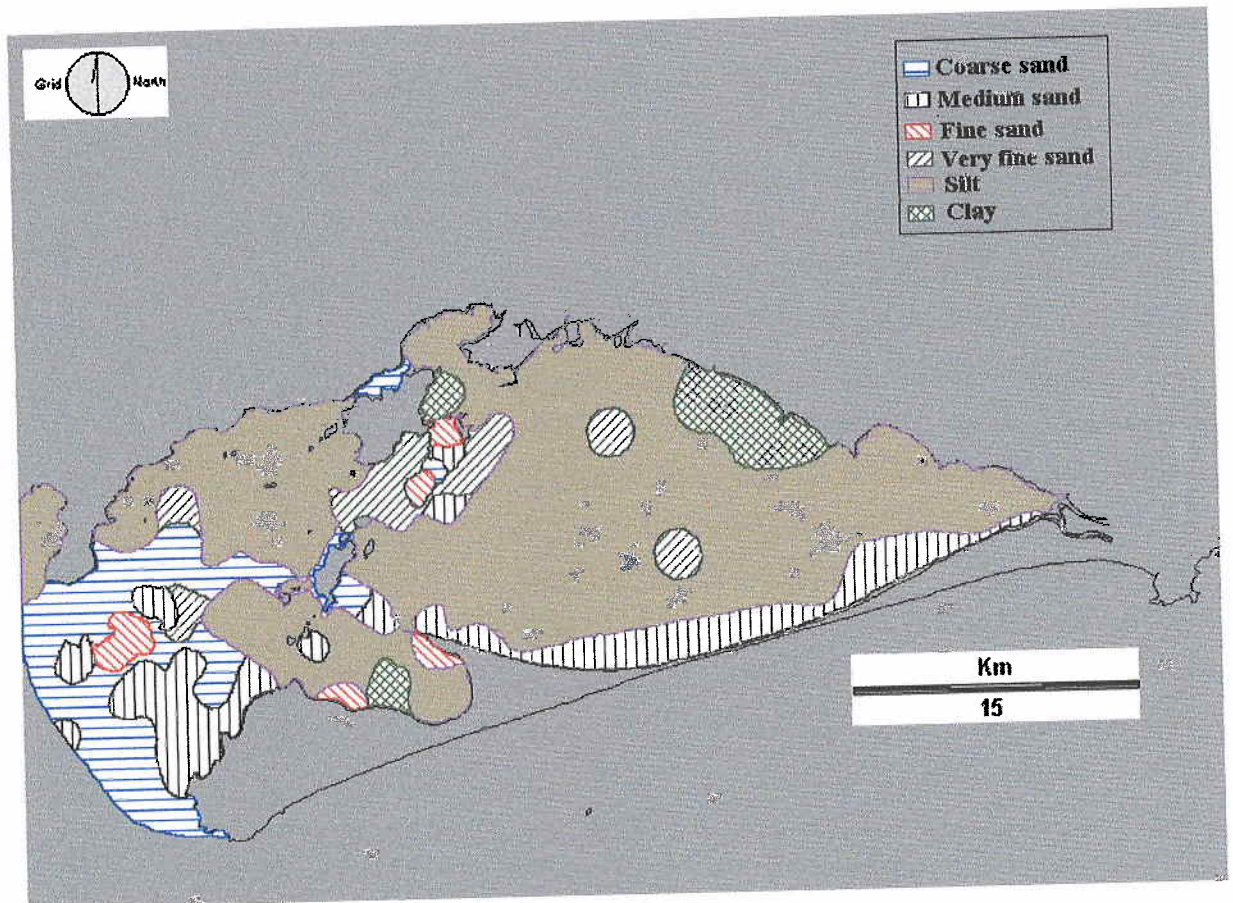 Grid North
Coarse sand
Medium sand
Fine sand
Very fine sand
Silt
Clay
Km
15